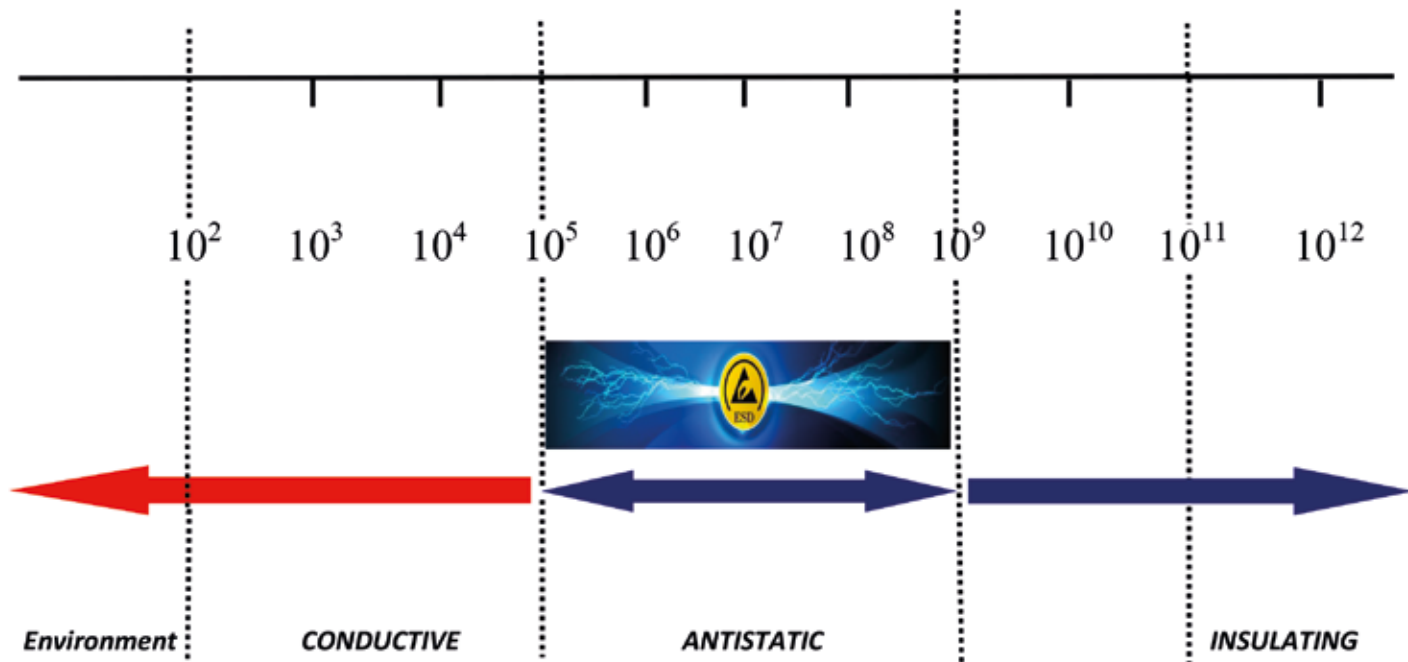 10² 10³ 10⁴ 10⁵ 10⁶ 10⁷ 10⁸ 10⁹ 10¹⁰ 10¹¹ 10¹²
ESD
Environment CONDUCTIVE ANTISTATIC INSULATING